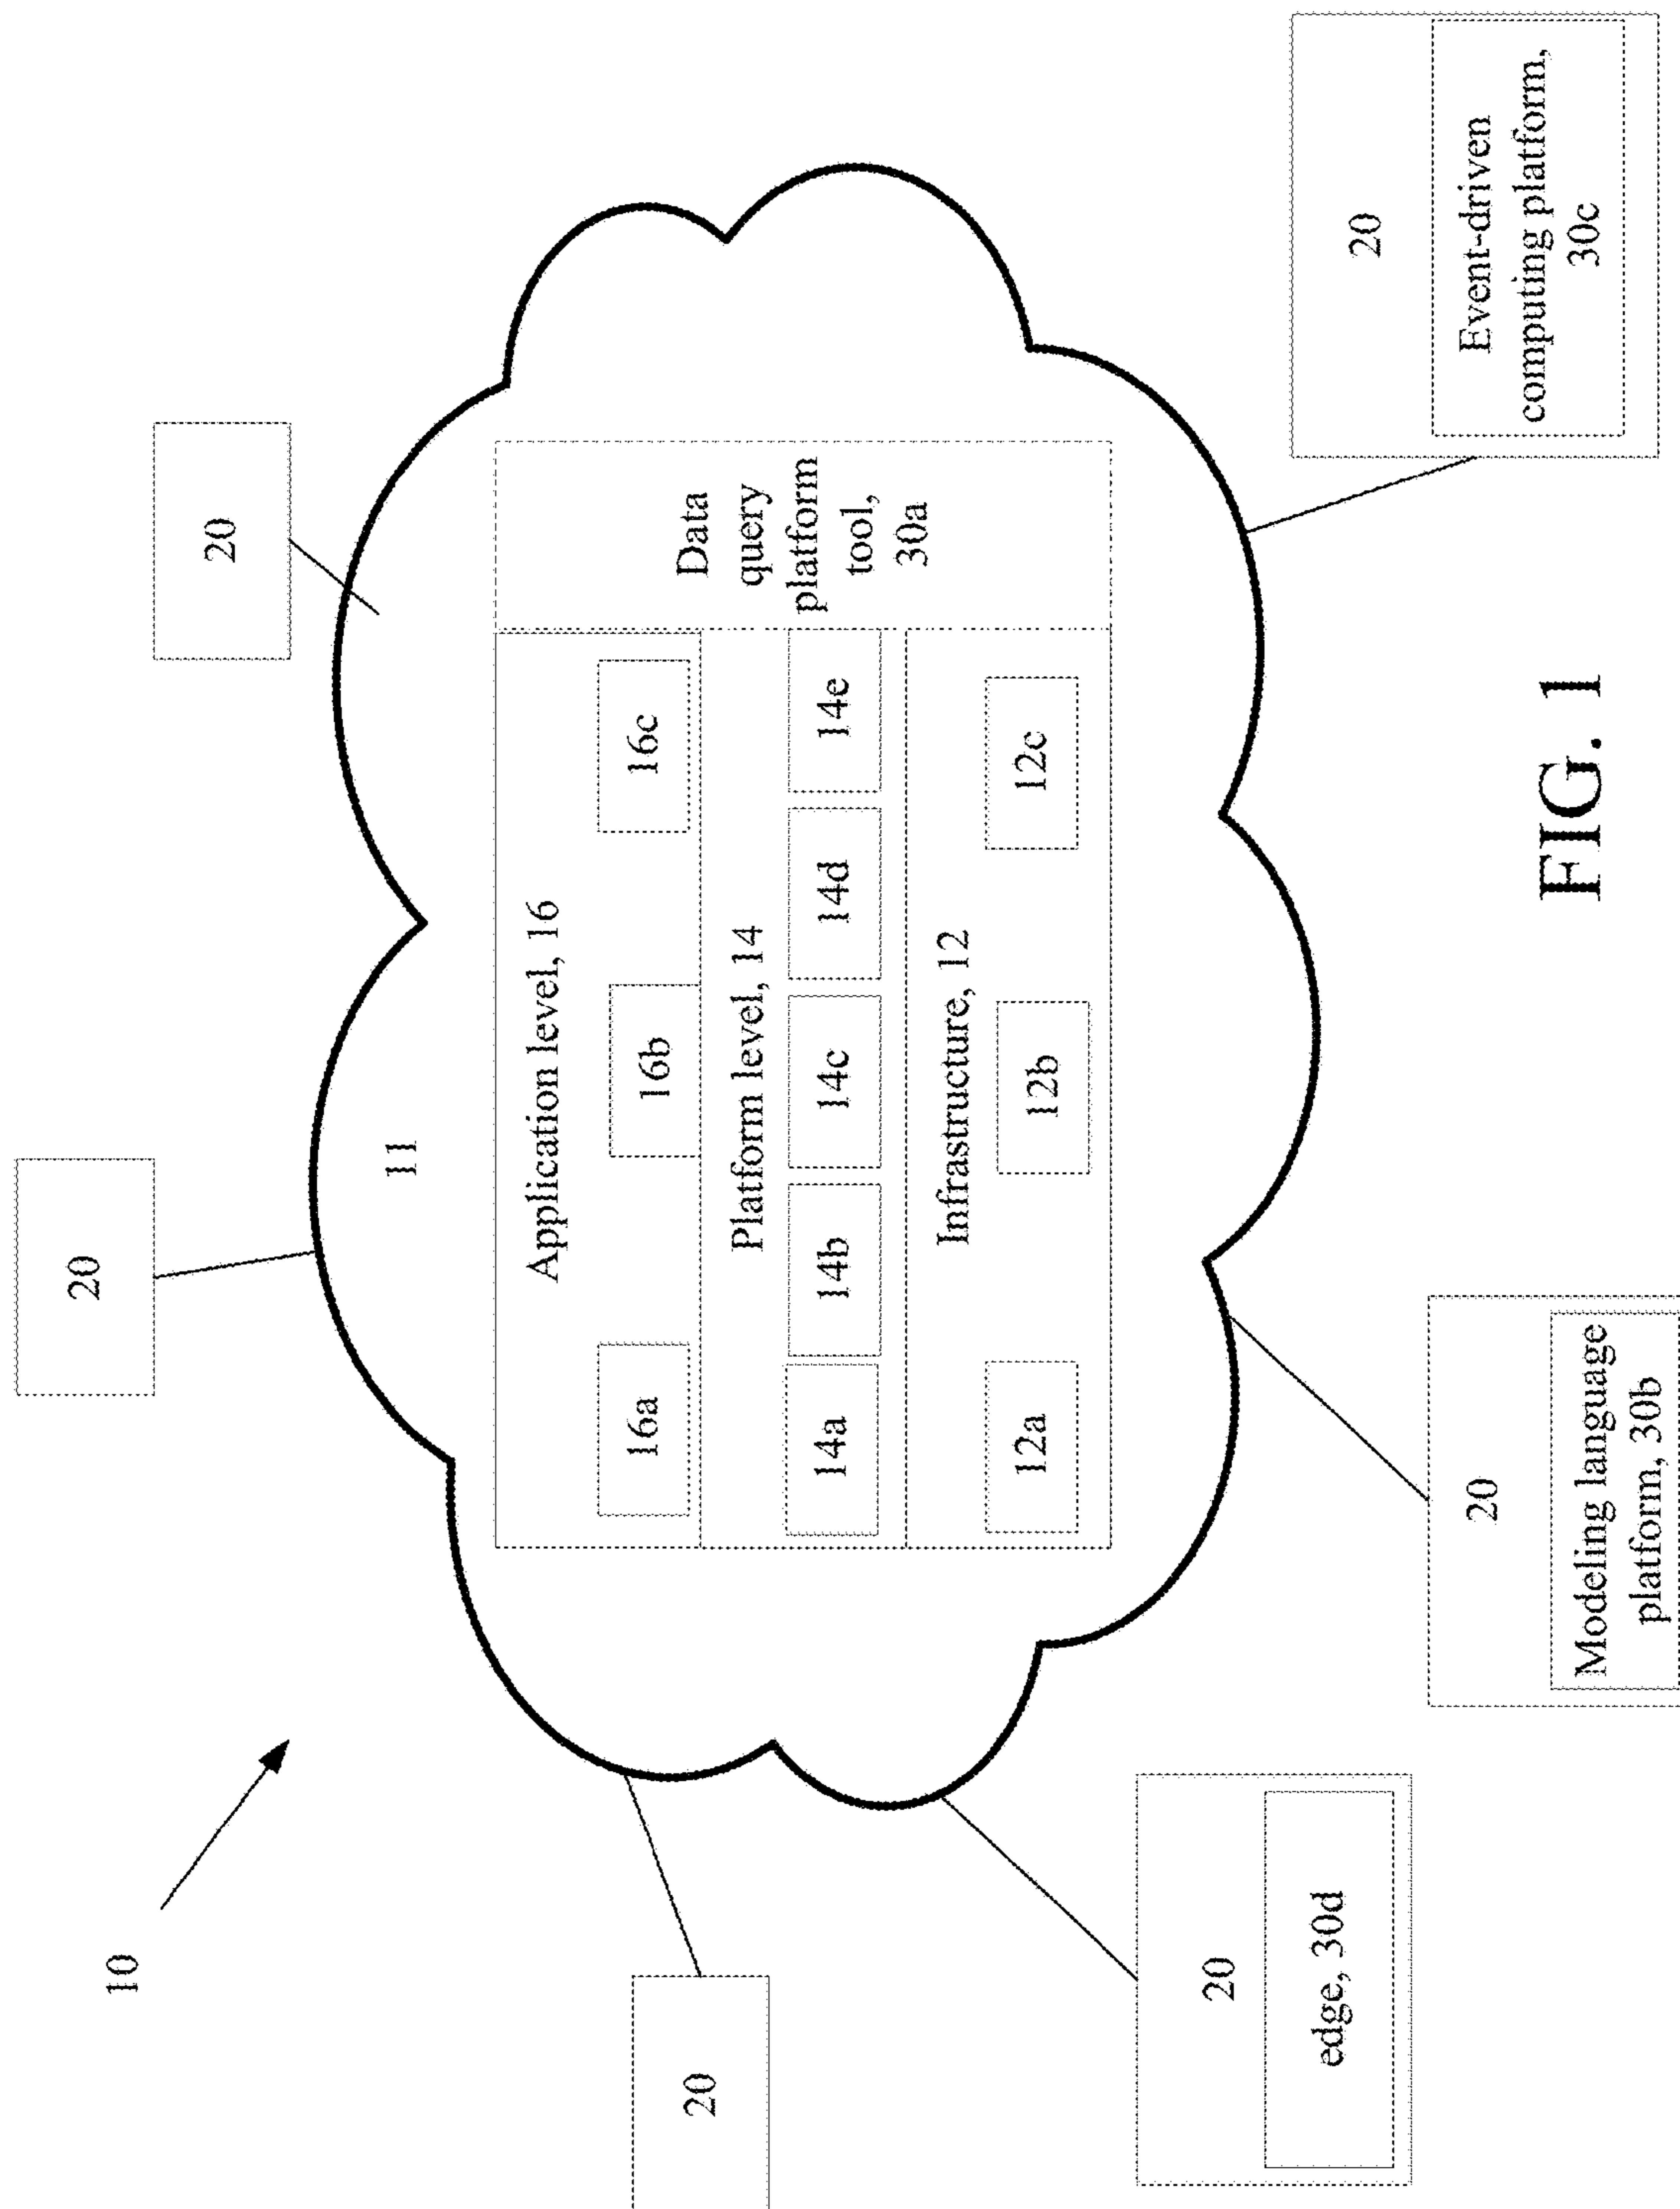 20
10
20
11
Application level, 16
16a
16b
16c
Platform level, 14
14a
14b
14c
14d
14e
Infrastructure, 12
12a
12b
12c
Data
query
platform
tool,
30a
20
20
edge, 30d
20
Modeling language
platform, 30b
20
Event-driven
computing platform,
30c
FIG. 1